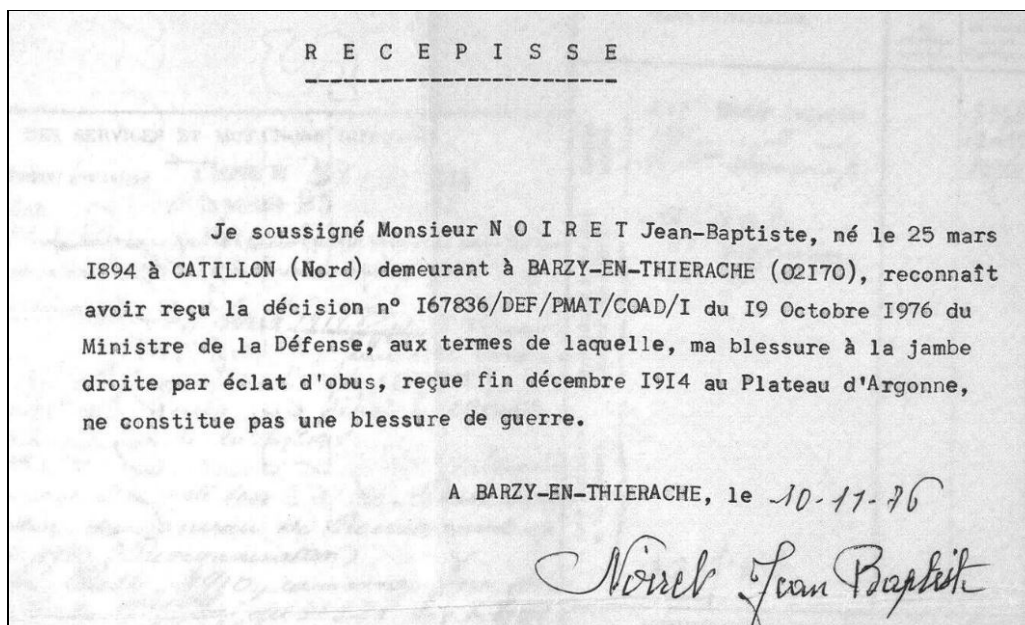 R E C E P I S S E
Je soussigné Monsieur N O I R E T Jean-Baptiste, né le 25 mars
I894 à CATILLON (Nord) demeurant à BARZY-EN-THIERACHE (02I70), reconnaît
avoir reçu la décision n° I67836/DEF/PMAT/COAD/I du I9 Octobre I976 du
Ministre de la Défense, aux termes de laquelle, ma blessure à la jambe
droite par éclat d'obus, reçue fin décembre I9I4 au Plateau d'Argonne,
ne constitue pas une blessure de guerre.
A BARZY-EN-THIERACHE, le 10-11-76
Noiret Jean Baptiste